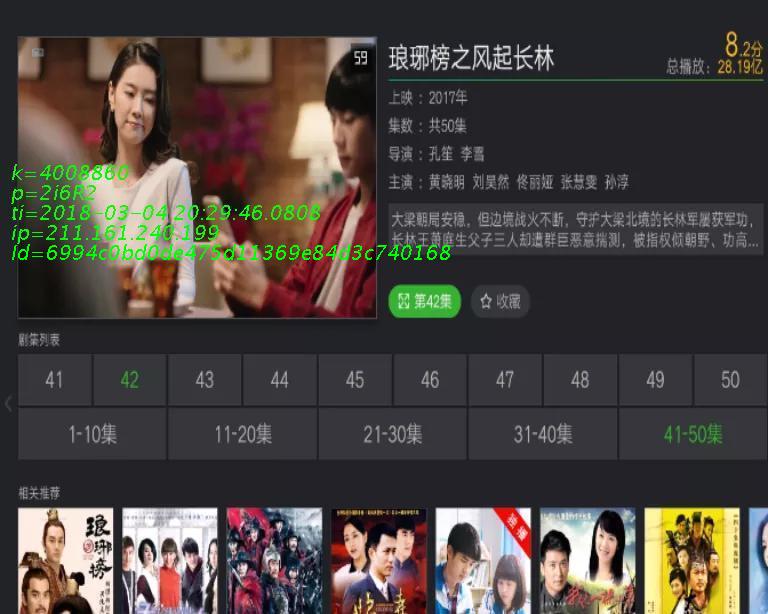 59
琅琊榜之风起长林
8.2分
总播放：28.19亿
上映：2017年
集数：共50集
导演：孔笙 李雪
主演：黄晓明 刘昊然 佟丽娅 张慧雯 孙淳
大梁朝局安稳，但边境战火不断，守护大梁北境的长林军屡获军功，
长林王萧庭生父子三人却遭群臣恶意揣测，被指权倾朝野、功高...
k=4008860
p=2i6R2
ti=2018-03-04 20:29:46.0808
ip=211.161.240.199
Id=6994c0bd0de475d11369e84d3c740168
第42集
收藏
剧集列表
41 42 43 44 45 46 47 48 49 50
1-10集 11-20集 21-30集 31-40集 41-50集
相关推荐
琅琊榜
独播